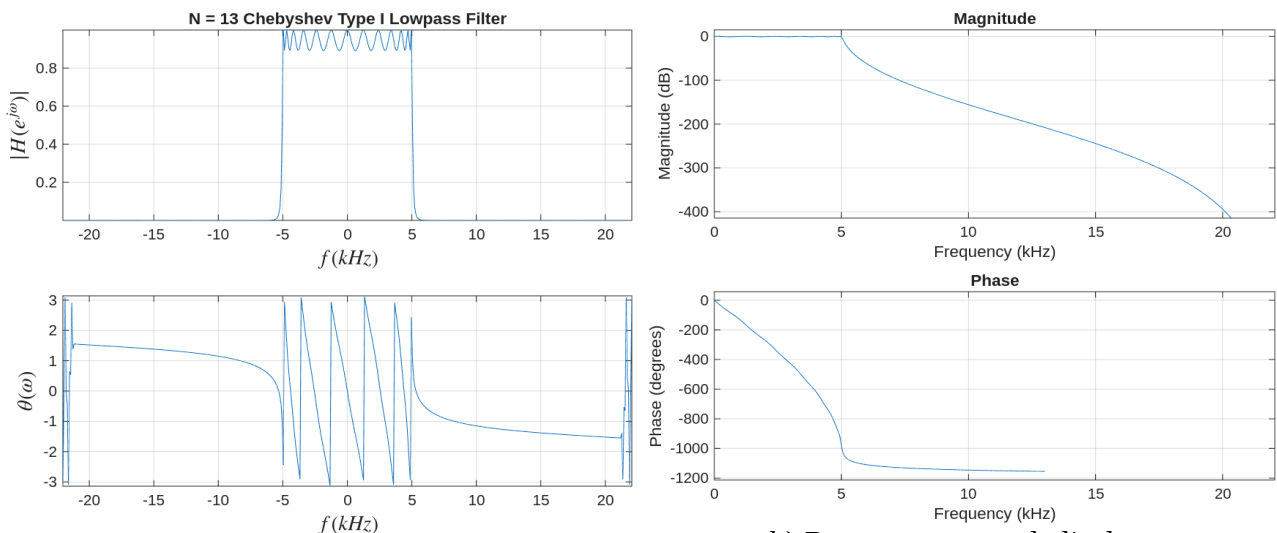 N = 13 Chebyshev Type I Lowpass Filter
|H(e^{jω})|
0.8
0.6
0.4
0.2
-20 -15 -10 -5 0 5 10 15 20
f(kHz)
3
2
1
0
-1
-2
-3
θ(ω)
-20 -15 -10 -5 0 5 10 15 20
f(kHz)
Magnitude
Magnitude (dB)
0
-100
-200
-300
-400
0 5 10 15 20
Frequency (kHz)
Phase
Phase (degrees)
0
-200
-400
-600
-800
-1000
-1200
0 5 10 15 20
Frequency (kHz)